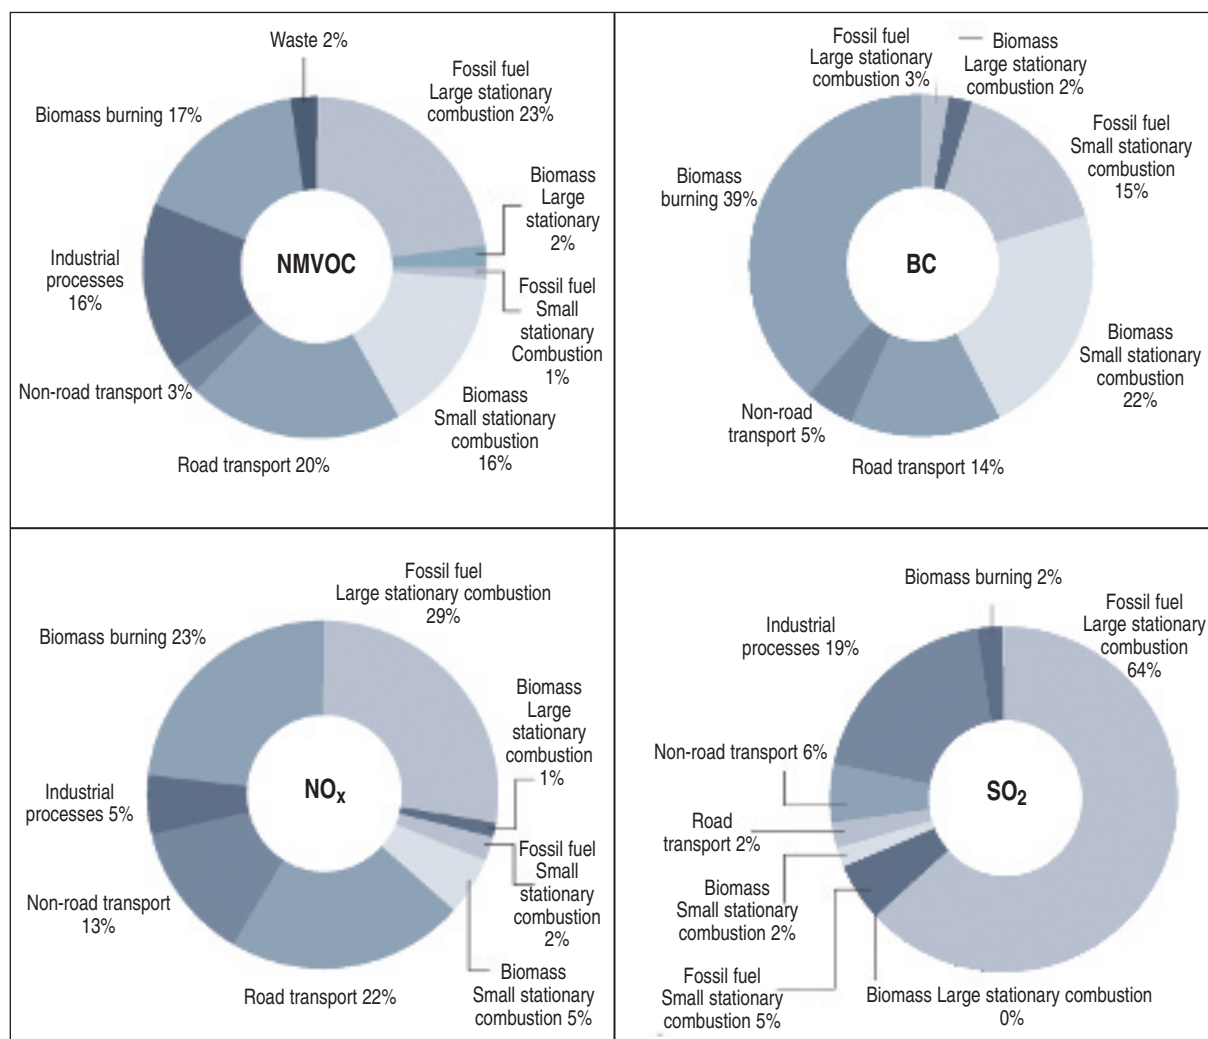 Waste 2%
Fossil fuel
Large stationary
combustion 23%
Biomass burning 17%
Biomass
Large
stationary
2%
NMVOC
Industrial
processes
16%
Fossil fuel
Small
stationary
Combustion
1%
Non-road transport 3%
Biomass
Small stationary
combustion
16%
Road transport 20%
Fossil fuel
Large stationary
combustion 3%
Biomass
Large stationary
combustion 2%
Fossil fuel
Small stationary
combustion
15%
Biomass
burning 39%
BC
Biomass
Small stationary
combustion
22%
Non-road
transport 5%
Road transport 14%
Fossil fuel
Large stationary combustion
29%
Biomass burning 23%
Biomass
Large
stationary
combustion
1%
NOx
Industrial
processes 5%
Fossil fuel
Small
stationary
combustion
2%
Non-road transport
13%
Biomass
Small stationary
combustion 5%
Road transport 22%
Biomass burning 2%
Fossil fuel
Large stationary
combustion
64%
Industrial
processes 19%
Non-road transport 6%
SO2
Road
transport 2%
Biomass
Small stationary
combustion 2%
Fossil fuel
Small stationary
combustion 5%
Biomass Large stationary combustion
0%